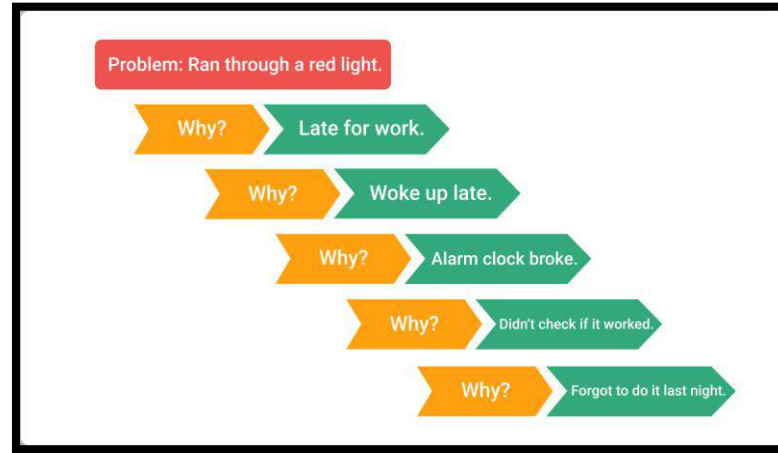 Problem: Ran through a red light.
Why? Late for work.
Why? Woke up late.
Why? Alarm clock broke.
Why? Didn't check if it worked.
Why? Forgot to do it last night.